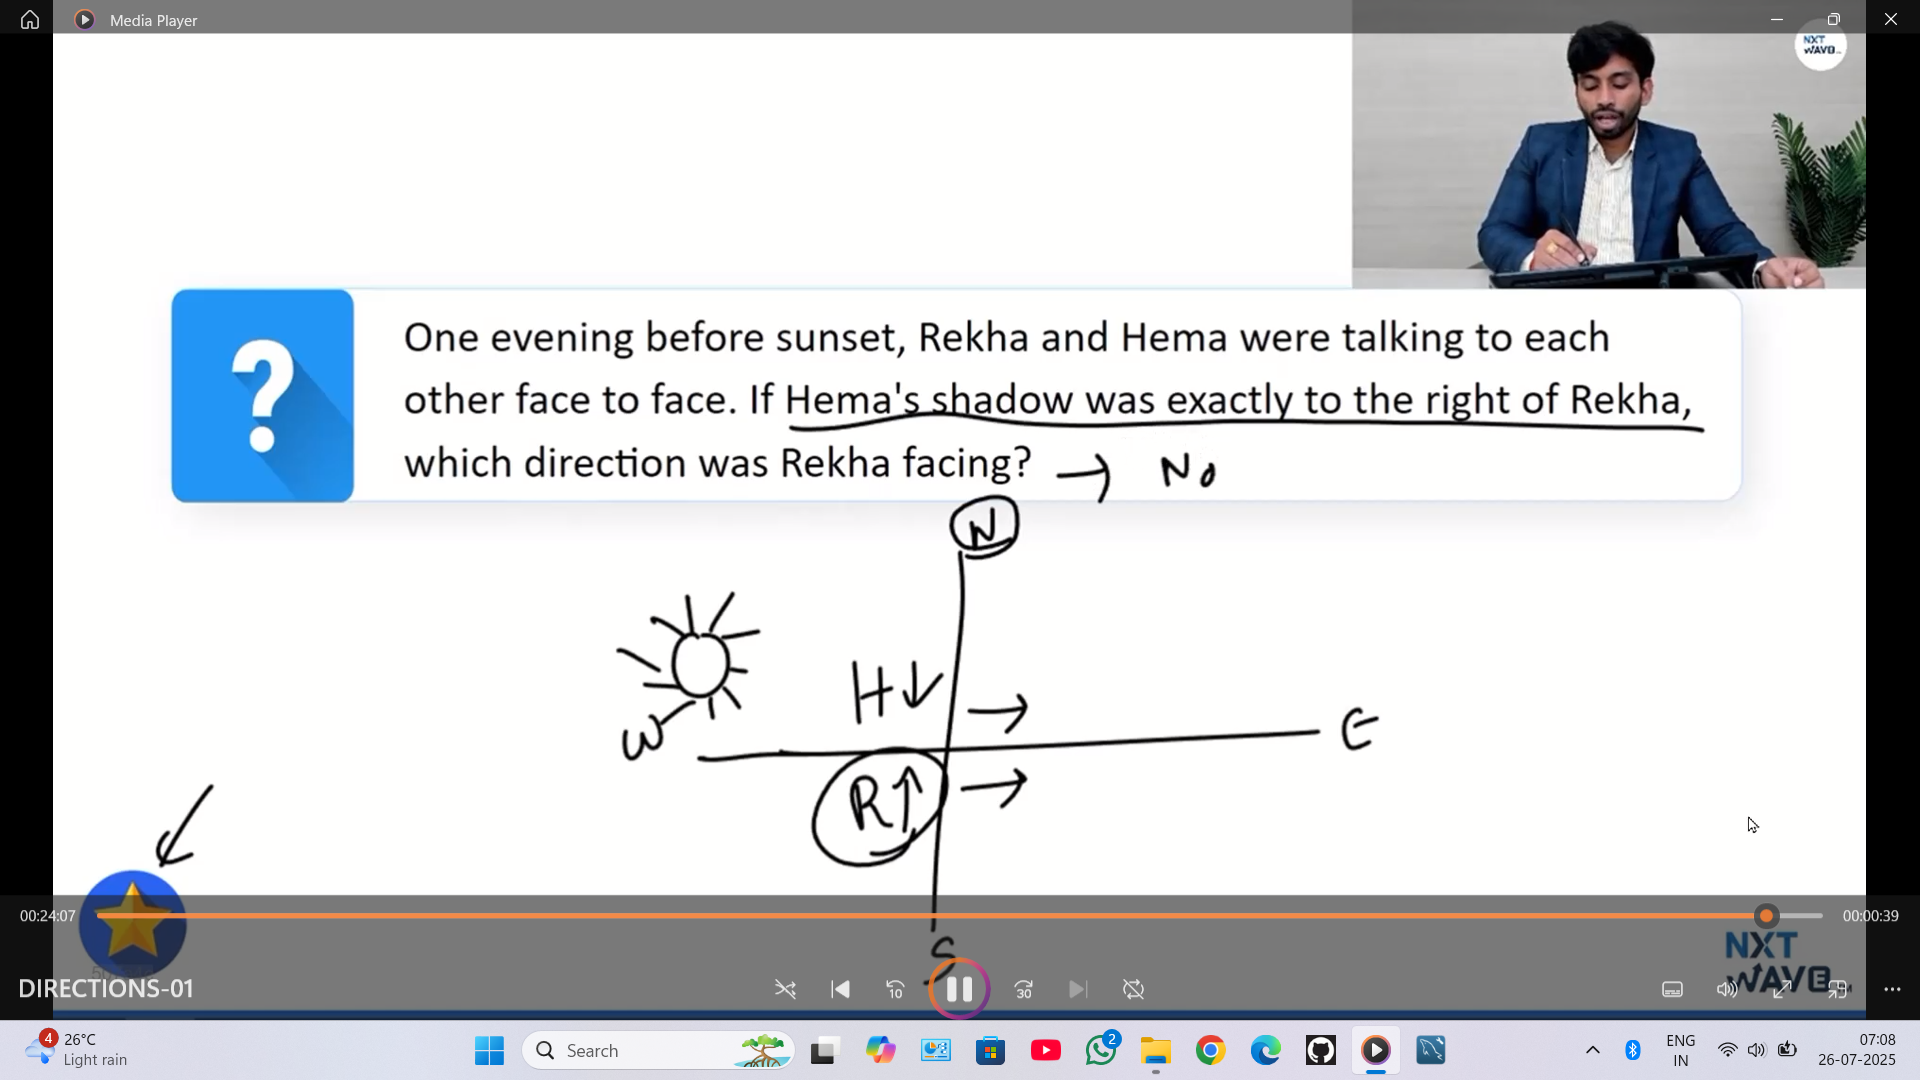 Media Player
NXT
WAVE
One evening before sunset, Rekha and Hema were talking to each
other face to face. If Hema's shadow was exactly to the right of Rekha,
which direction was Rekha facing? → No
N
H↓ →
W E
R↑ →
S
00:24:07 00:00:39
NXT
WAVE
DIRECTIONS-01
10 30
4 26°C
Light rain
Search
2
ENG
IN
07:08
26-07-2025